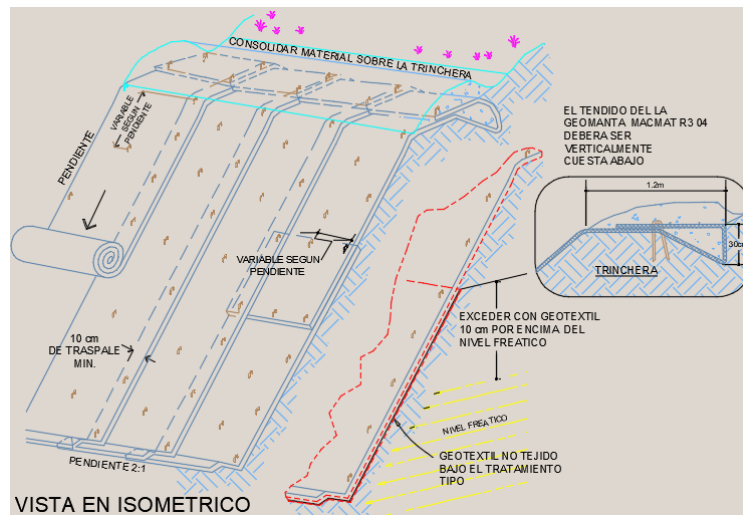 CONSOLIDAR MATERIAL SOBRE LA TRINCHERA
VARIABLE
SEGUN
PENDIENTE
PENDIENTE
EL TENDIDO DEL LA
GEOMANTA MACMAT R3 04
DEBERA SER
VERTICALMENTE
CUESTA ABAJO
1.2m
30cm
TRINCHERA
VARIABLE SEGUN
PENDIENTE
EXCEDER CON GEOTEXTIL
10 cm POR ENCIMA DEL
NIVEL FREATICO
10 cm
DE TRASPALE
MIN.
NIVEL FREATICO
PENDIENTE 2:1
GEOTEXTIL NO TEJIDO
BAJO EL TRATAMIENTO
TIPO
VISTA EN ISOMETRICO